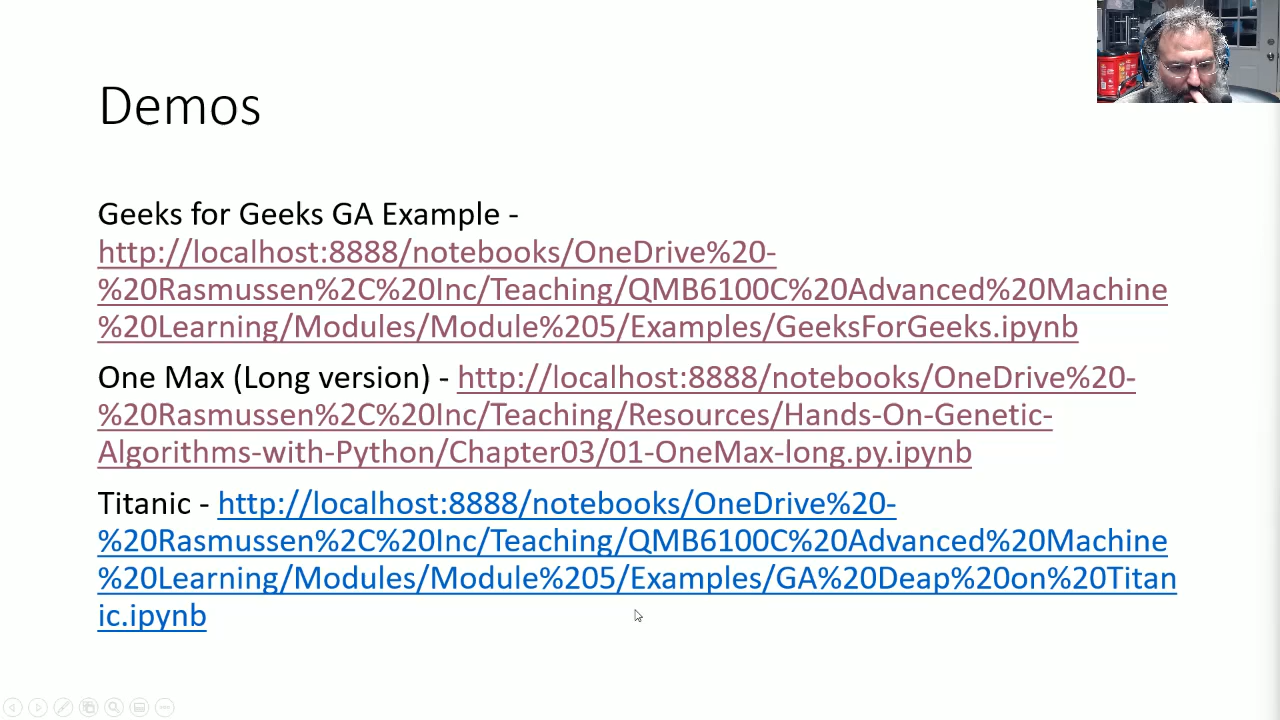 Demos
Geeks for Geeks GA Example -
http://localhost:8888/notebooks/OneDrive%20-
%20Rasmussen%2C%20Inc/Teaching/QMB6100C%20Advanced%20Machine
%20Learning/Modules/Module%205/Examples/GeeksForGeeks.ipynb
One Max (Long version) - http://localhost:8888/notebooks/OneDrive%20-
%20Rasmussen%2C%20Inc/Teaching/Resources/Hands-On-Genetic-
Algorithms-with-Python/Chapter03/01-OneMax-long.py.ipynb
Titanic - http://localhost:8888/notebooks/OneDrive%20-
%20Rasmussen%2C%20Inc/Teaching/QMB6100C%20Advanced%20Machine
%20Learning/Modules/Module%205/Examples/GA%20Deap%20on%20Titan
ic.ipynb